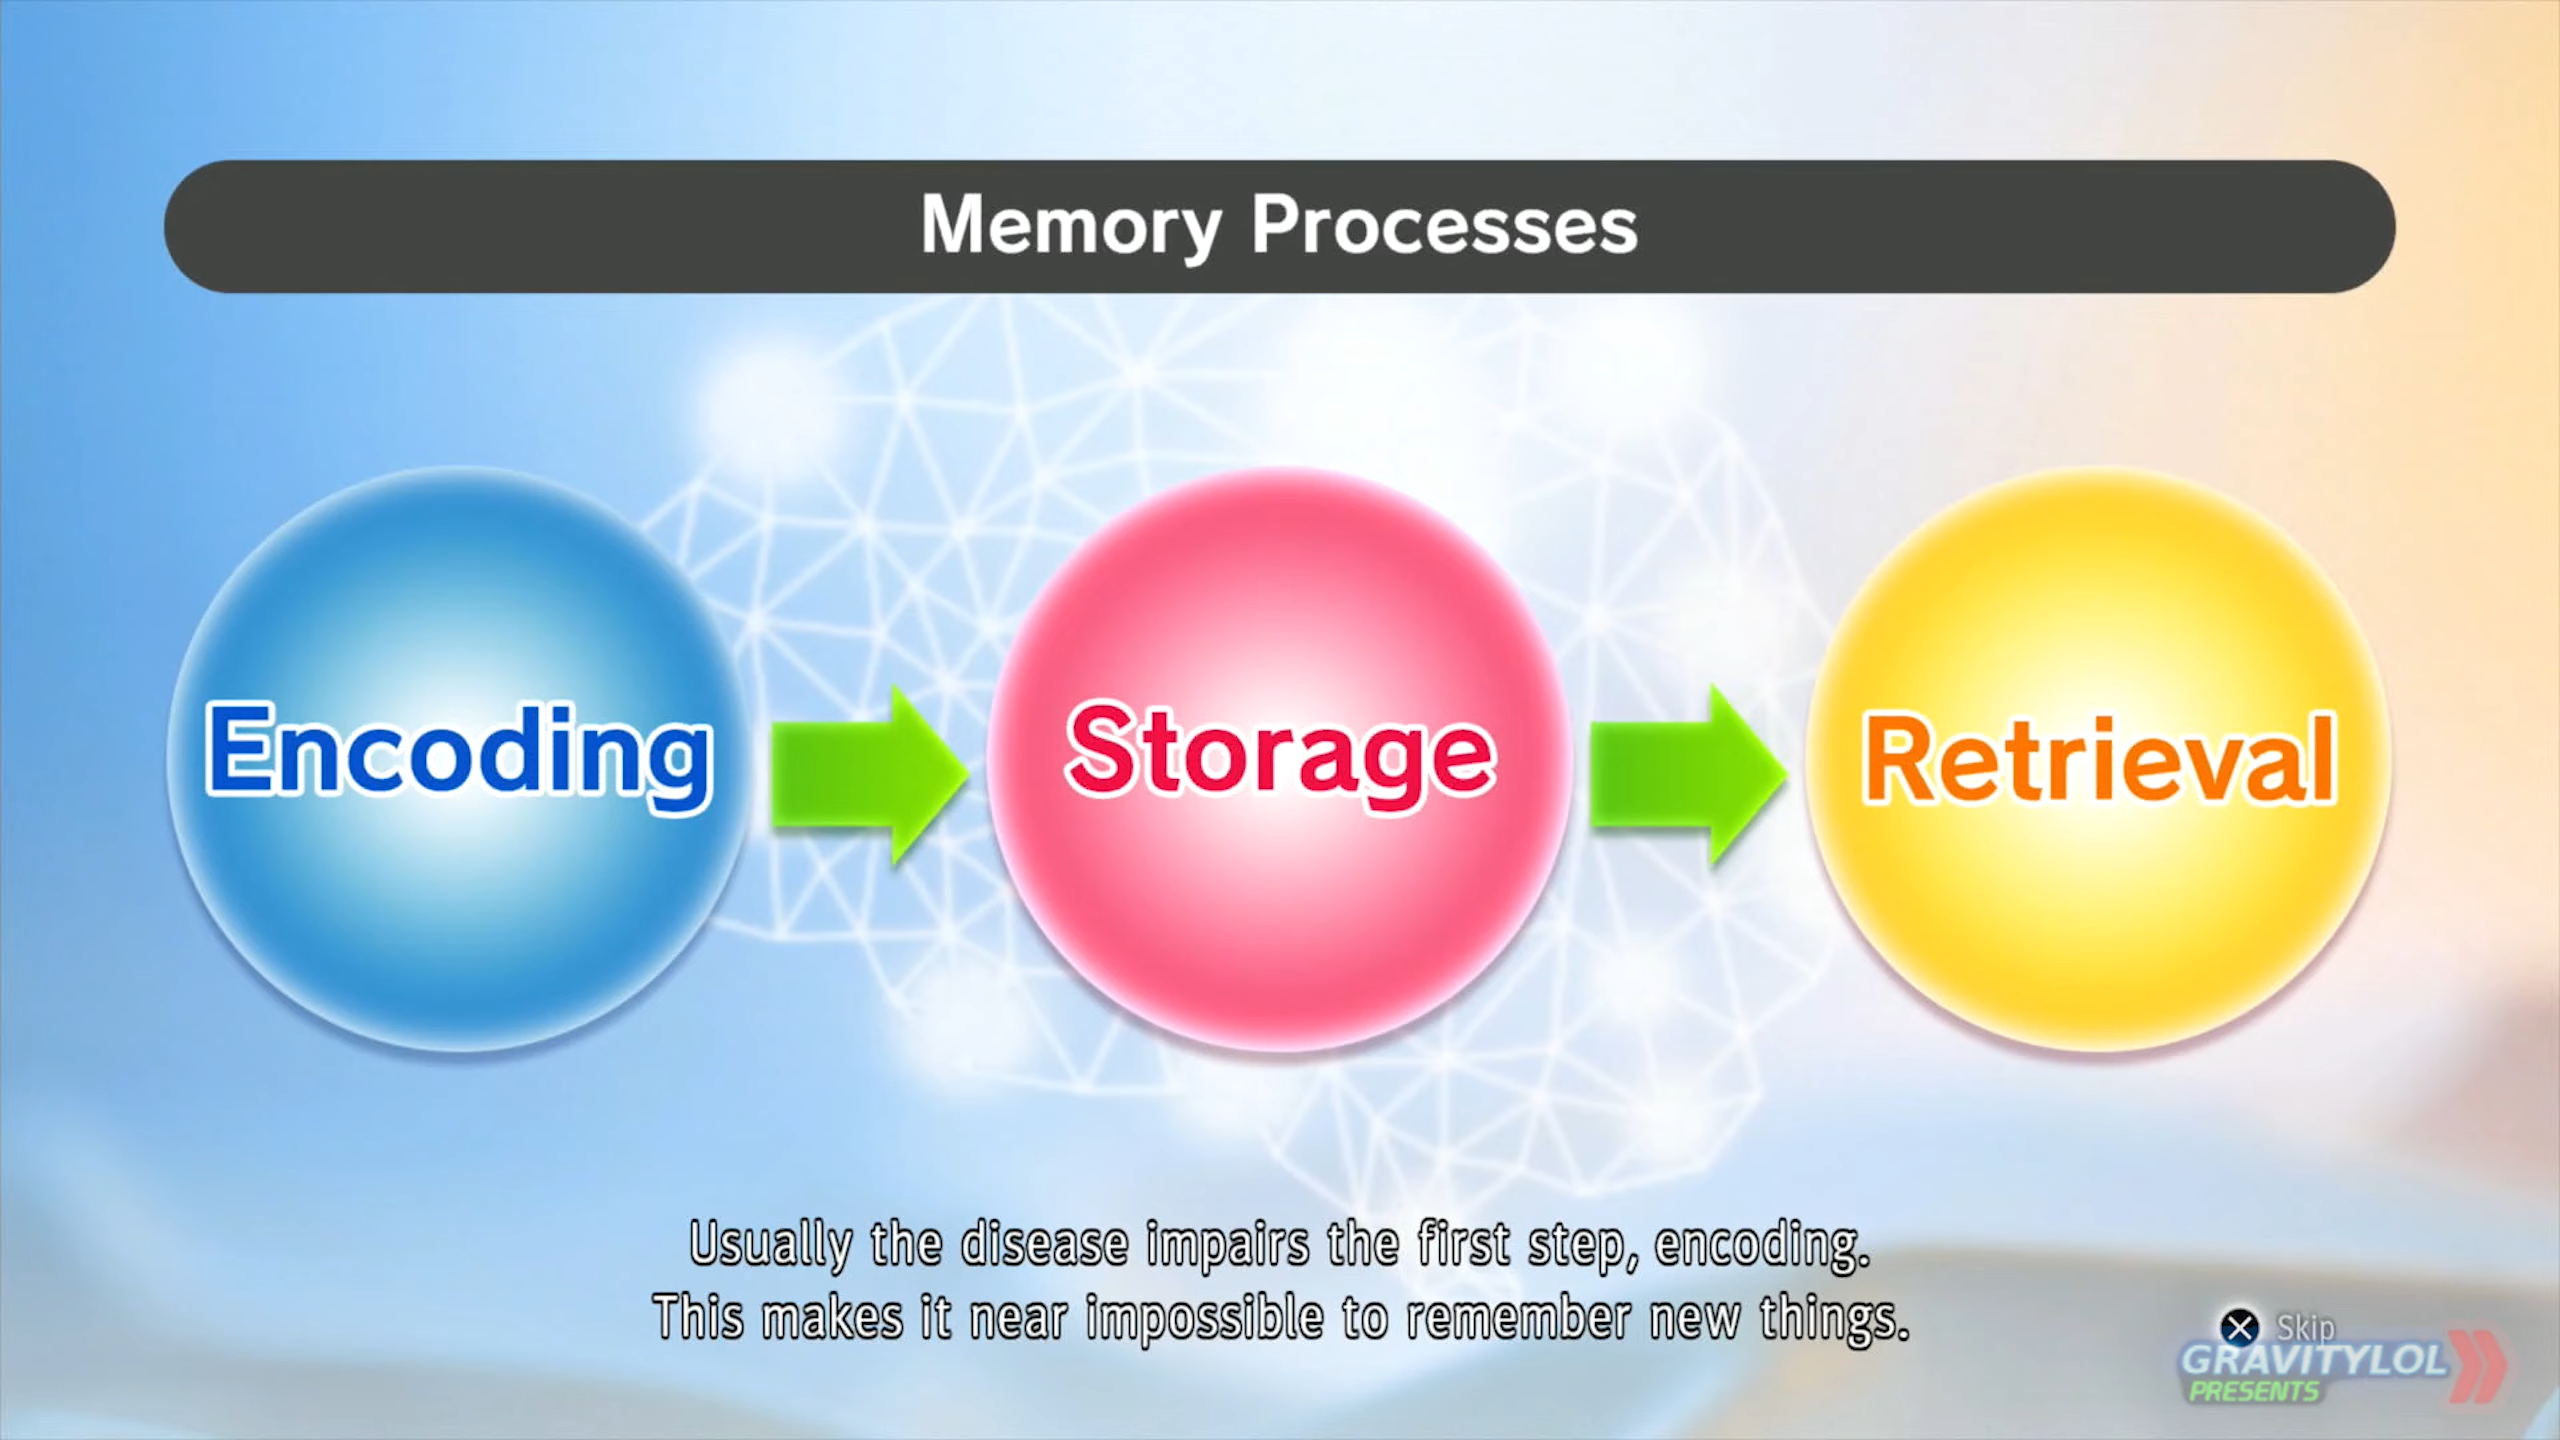 Memory Processes
Encoding
Storage
Retrieval
Usually the disease impairs the first step, encoding.
This makes it near impossible to remember new things.
Skip
GRAVITYLOL
PRESENTS